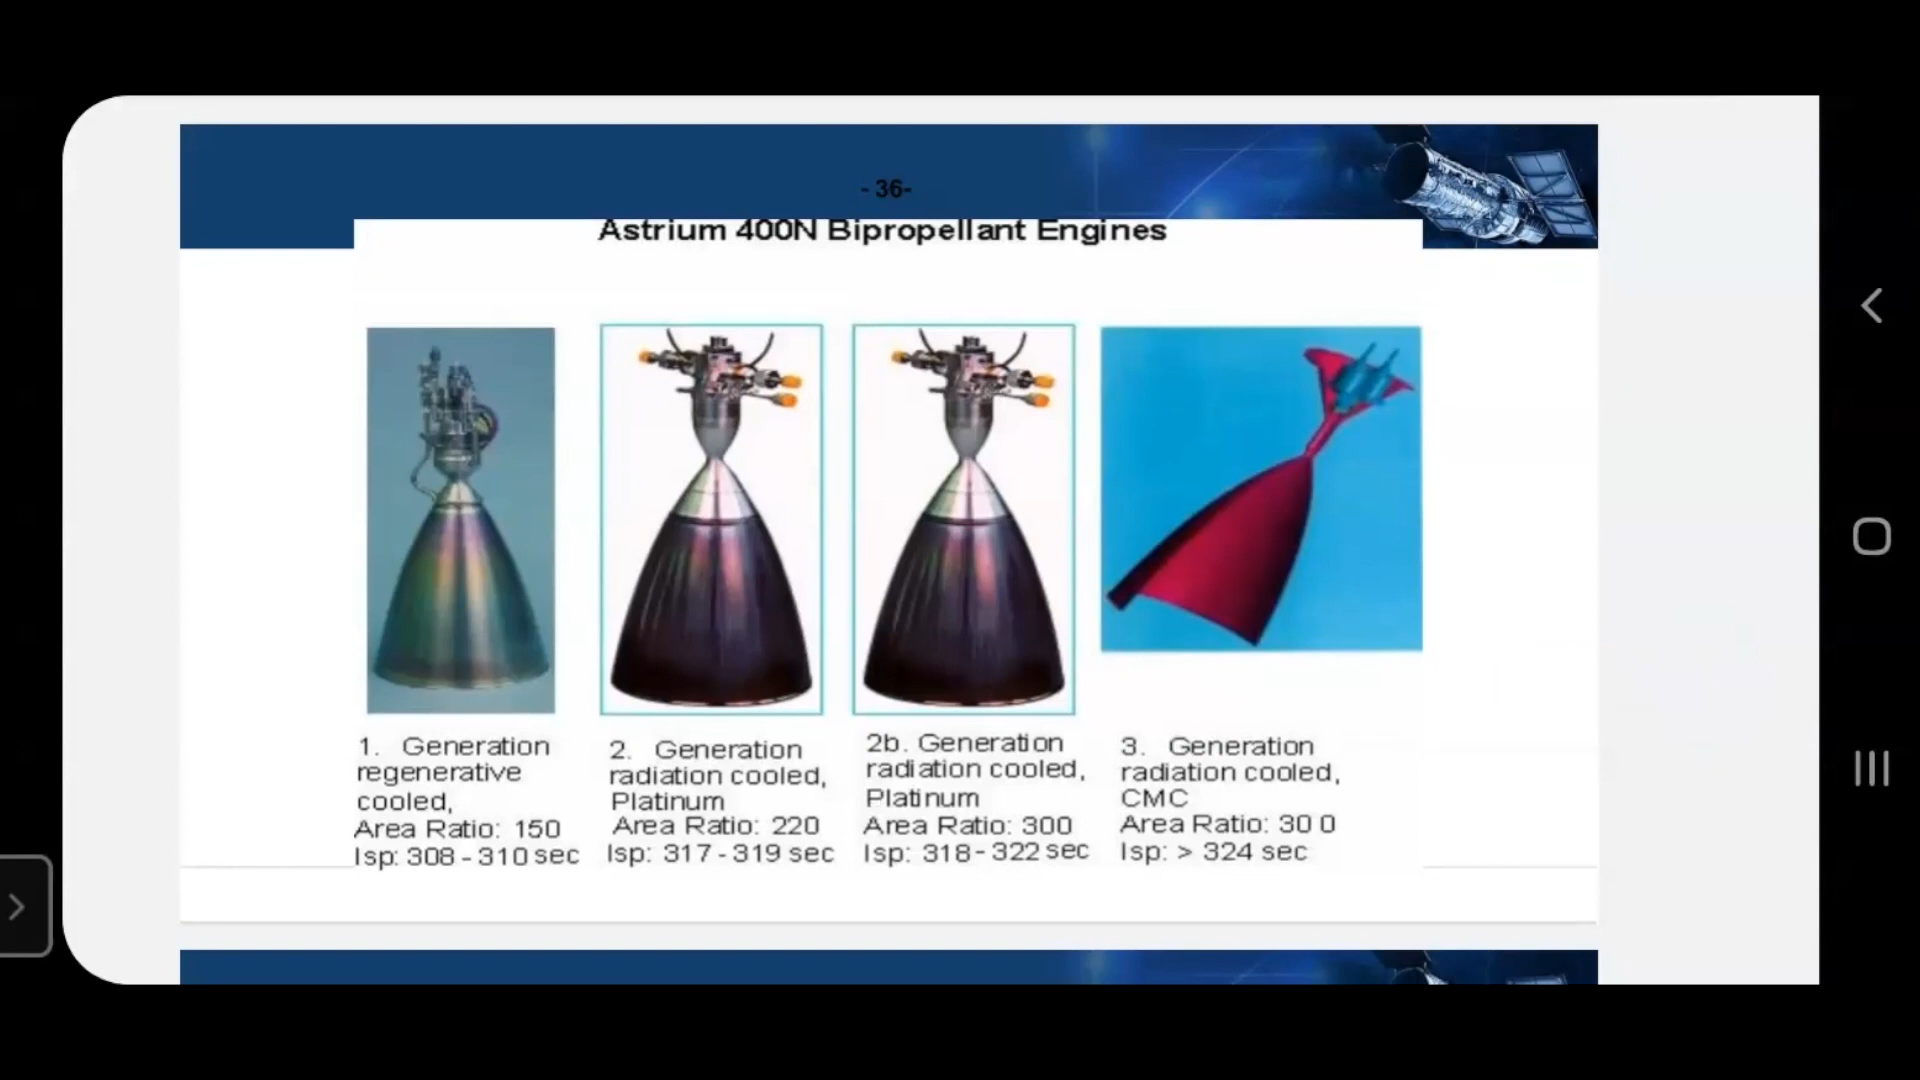 - 36-
Astrium 400N Bipropellant Engines
1. Generation
regenerative
cooled,
Area Ratio: 150
Isp: 308 - 310 sec
2. Generation
radiation cooled,
Platinum
Area Ratio: 220
Isp: 317 - 319 sec
2b. Generation
radiation cooled,
Platinum
Area Ratio: 300
Isp: 318 - 322 sec
3. Generation
radiation cooled,
CMC
Area Ratio: 30 0
Isp: > 324 sec